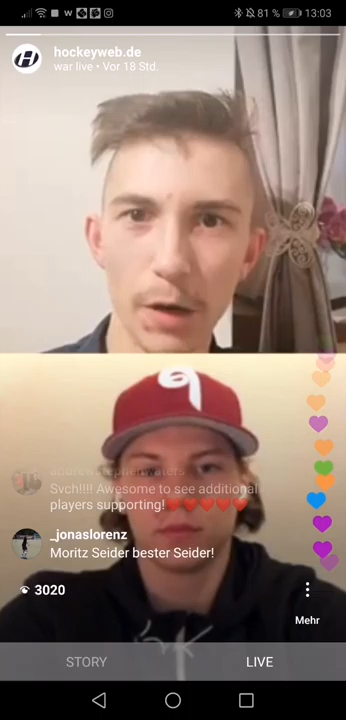 81 % 13:03
hockeyweb.de
war live • Vor 18 Std.
andrewstephenwaters
Svch!!!! Awesome to see additional
players supporting!❤️❤️❤️❤️❤️
_jonaslorenz
Moritz Seider bester Seider!
3020
Mehr
STORY LIVE